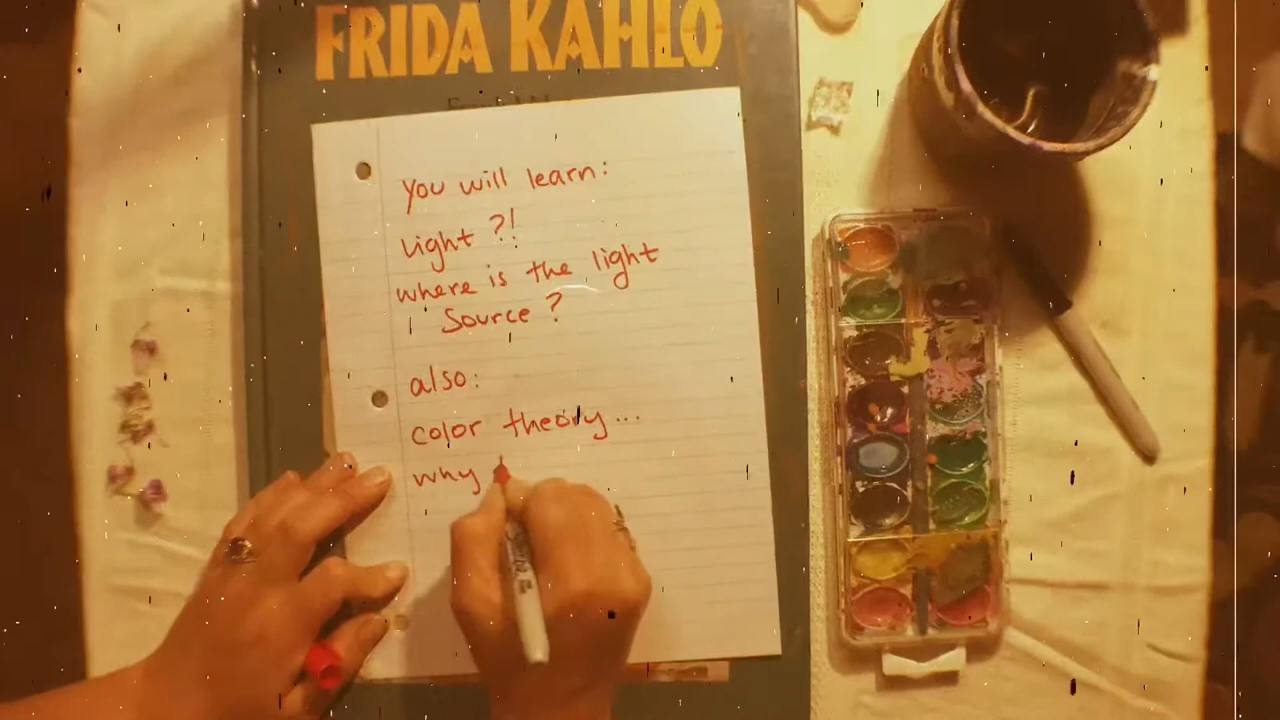 FRIDA KAHLO
you will learn:
light ?!
where is the light
source ?
also:
color theory...
why